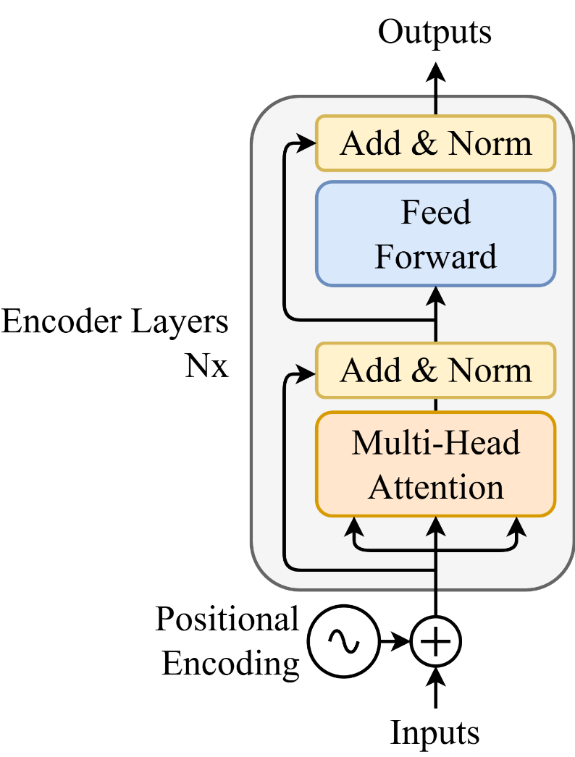 Outputs
Add & Norm
Feed
Forward
Encoder Layers
Nx
Add & Norm
Multi-Head
Attention
Positional
Encoding
Inputs